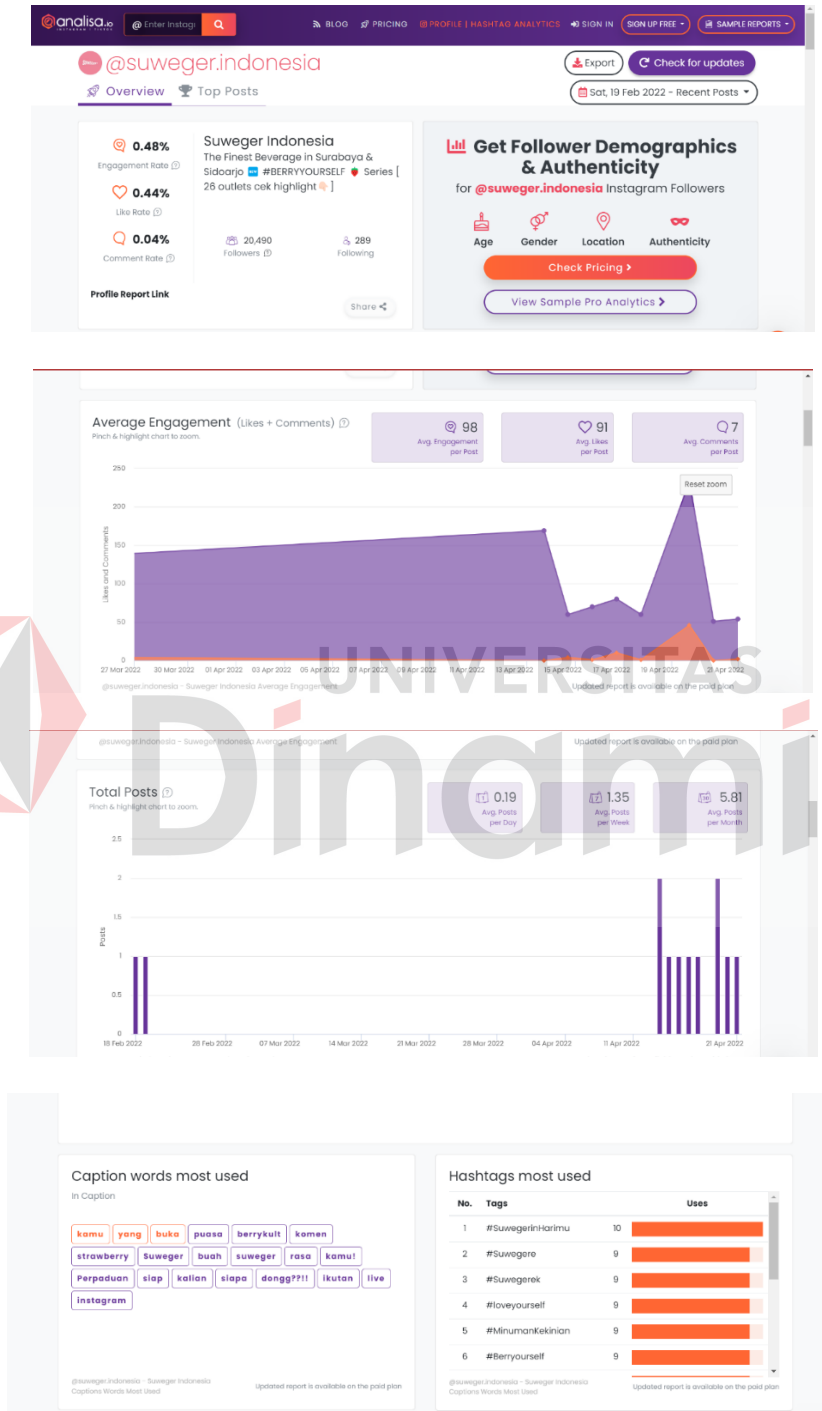 analisa.io
@ Enter Instagr
BLOG PRICING PROFILE | HASHTAG ANALYTICS SIGN IN SIGN UP FREE SAMPLE REPORTS
@suweger.indonesia
Export Check for updates
Overview Top Posts
Sat, 19 Feb 2022 - Recent Posts
0.48%
Engagement Rate
0.44%
Like Rate
0.04%
Comment Rate
Profile Report Link
Suweger Indonesia
The Finest Beverage in Surabaya &
Sidoarjo #BERRYYOURSELF Series [
26 outlets cek highlight ]
20,490
Followers
289
Following
Share
Get Follower Demographics
& Authenticity
for @suweger.indonesia Instagram Followers
Age Gender Location Authenticity
Check Pricing
View Sample Pro Analytics
Average Engagement (Likes + Comments)
Pinch & highlight chart to zoom.
98
Avg. Engagement
per Post
91
Avg. Likes
per Post
7
Avg. Comments
per Post
Reset zoom
250
200
150
100
50
0
Likes and Comments
27 Mar 2022 30 Mar 2022 01 Apr 2022 03 Apr 2022 05 Apr 2022 07 Apr 2022 09 Apr 2022 11 Apr 2022 13 Apr 2022 15 Apr 2022 17 Apr 2022 19 Apr 2022 21 Apr 2022
@suweger.indonesia - Suweger Indonesia Average Engagement
Updated report is available on the paid plan
UNIVERSITAS
Dinami
@suweger.indonesia - Suweger Indonesia Average Engagement
Updated report is available on the paid plan
Total Posts
Pinch & highlight chart to zoom.
0.19
Avg. Posts
per Day
1.35
Avg. Posts
per Week
5.81
Avg. Posts
per Month
2.5
2
1.5
1
0.5
0
Posts
18 Feb 2022 28 Feb 2022 07 Mar 2022 14 Mar 2022 21 Mar 2022 28 Mar 2022 04 Apr 2022 11 Apr 2022 21 Apr 2022
Caption words most used
In Caption
kamu yang buka puasa berrykult komen
strawberry Suweger buah suweger rasa kamu!
Perpaduan siap kalian siapa dongg??!! ikutan live
instagram
@suweger.indonesia - Suweger Indonesia
Captions Words Most Used
Updated report is available on the paid plan
Hashtags most used
No. Tags Uses
1 #SuwegerinHarimu 10
2 #Suwegere 9
3 #Suwegerek 9
4 #loveyourself 9
5 #MinumanKekinian 9
6 #Berryourself 9
@suweger.indonesia - Suweger Indonesia
Captions Words Most Used
Updated report is available on the paid plan